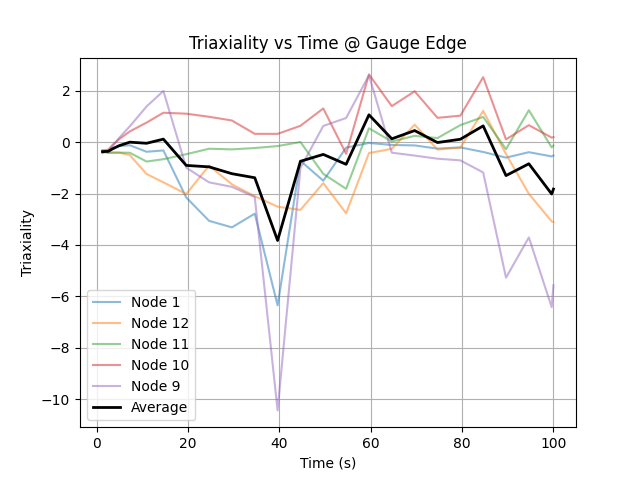 Triaxiality vs Time @ Gauge Edge
Triaxiality
2
0
−2
−4
−6
−8
−10
Node 1
Node 12
Node 11
Node 10
Node 9
Average
0 20 40 60 80 100
Time (s)